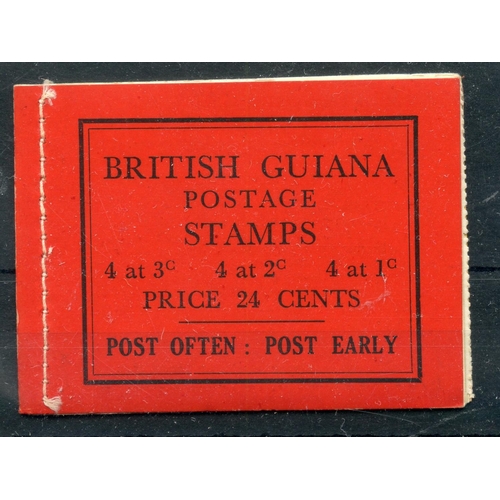 BRITISH GUIANA
POSTAGE
STAMPS
4 at 3c 4 at 2c 4 at 1c
PRICE 24 CENTS
POST OFTEN : POST EARLY